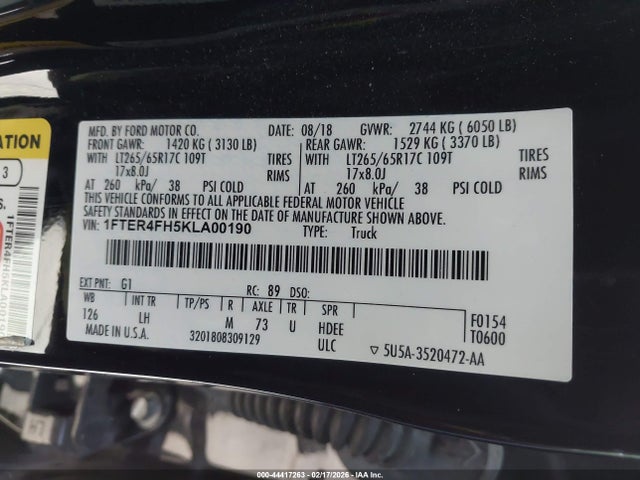 MFD. BY FORD MOTOR CO. 08/18 GVWR: 2744 KG ( 6050 LB)
FRONT GAWR: 1420 KG ( 3130 LB) REAR GAWR: 1529 KG ( 3370 LB)
WITH LT265/65R17C 109T TIRES WITH LT265/65R17C 109T TIRES
17x8.0J RIMS 17x8.0J RIMS
AT 260 kPa/ 38 PSI COLD AT 260 kPa/ 38 PSI COLD
THIS VEHICLE CONFORMS TO ALL APPLICABLE FEDERAL MOTOR VEHICLE
SAFETY STANDARDS IN EFFECT ON THE DATE OF MANUFACTURE SHOWN ABOVE.
VIN: 1FTER4FH5KLA00190 TYPE: Truck
EXT PNT: G1 RC: 89 DSO:
WB INT TR TP/PS R AXLE TR SPR
126 LH M 73 U HDEE
ULC
F0154
T0600
MADE IN U.S.A. 3201808309129 5U5A-3520472-AA
3
1FTER4FH5KLA00190
000-44417263 - 02/17/2026 - IAA Inc.